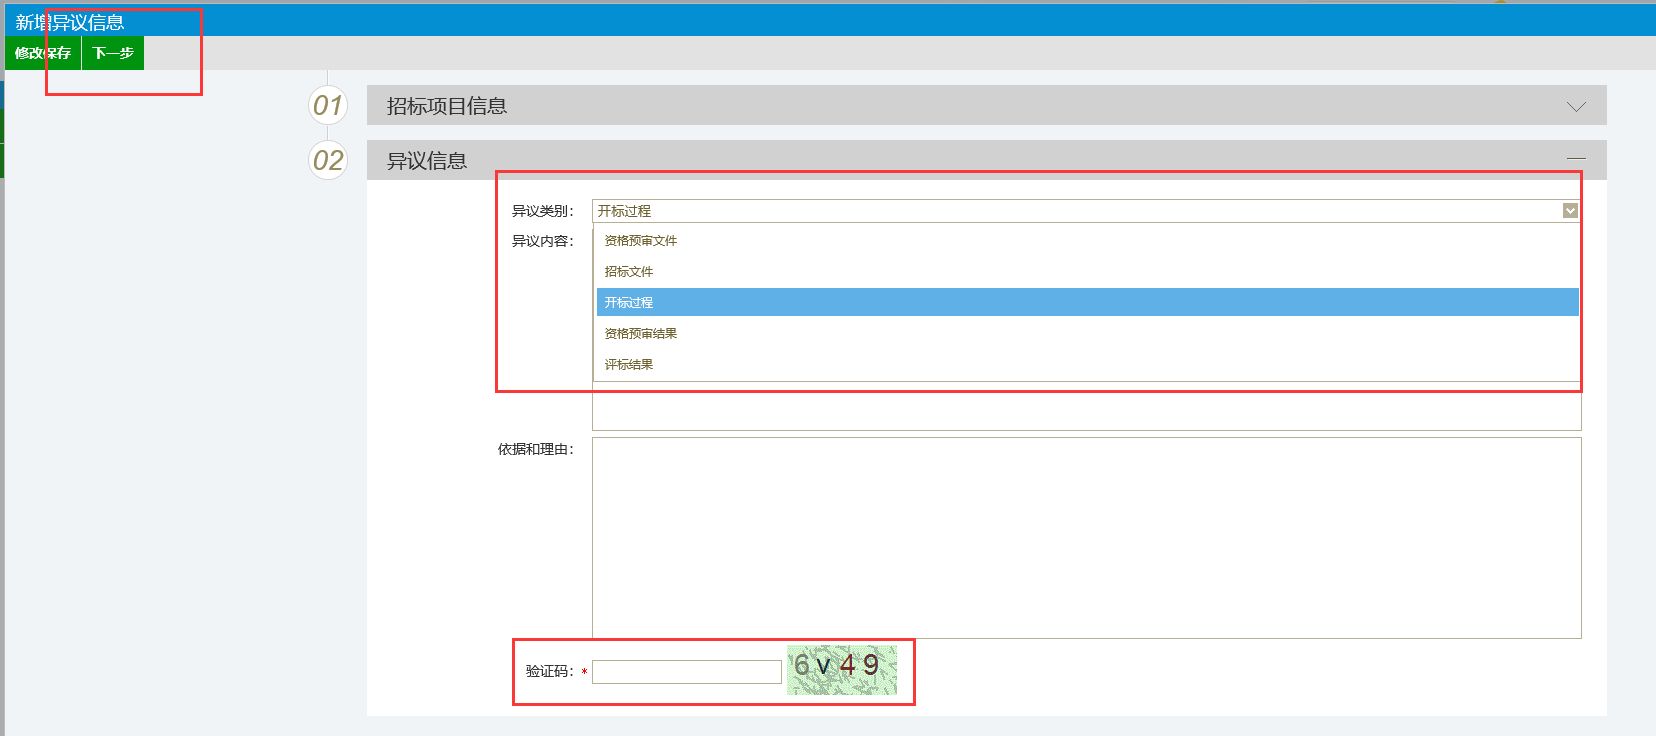 新增异议信息
修改保存 下一步
01 招标项目信息
02 异议信息
异议类别： 开标过程
异议内容： 资格预审文件
招标文件
开标过程
资格预审结果
评标结果
依据和理由：
验证码：* 6v49